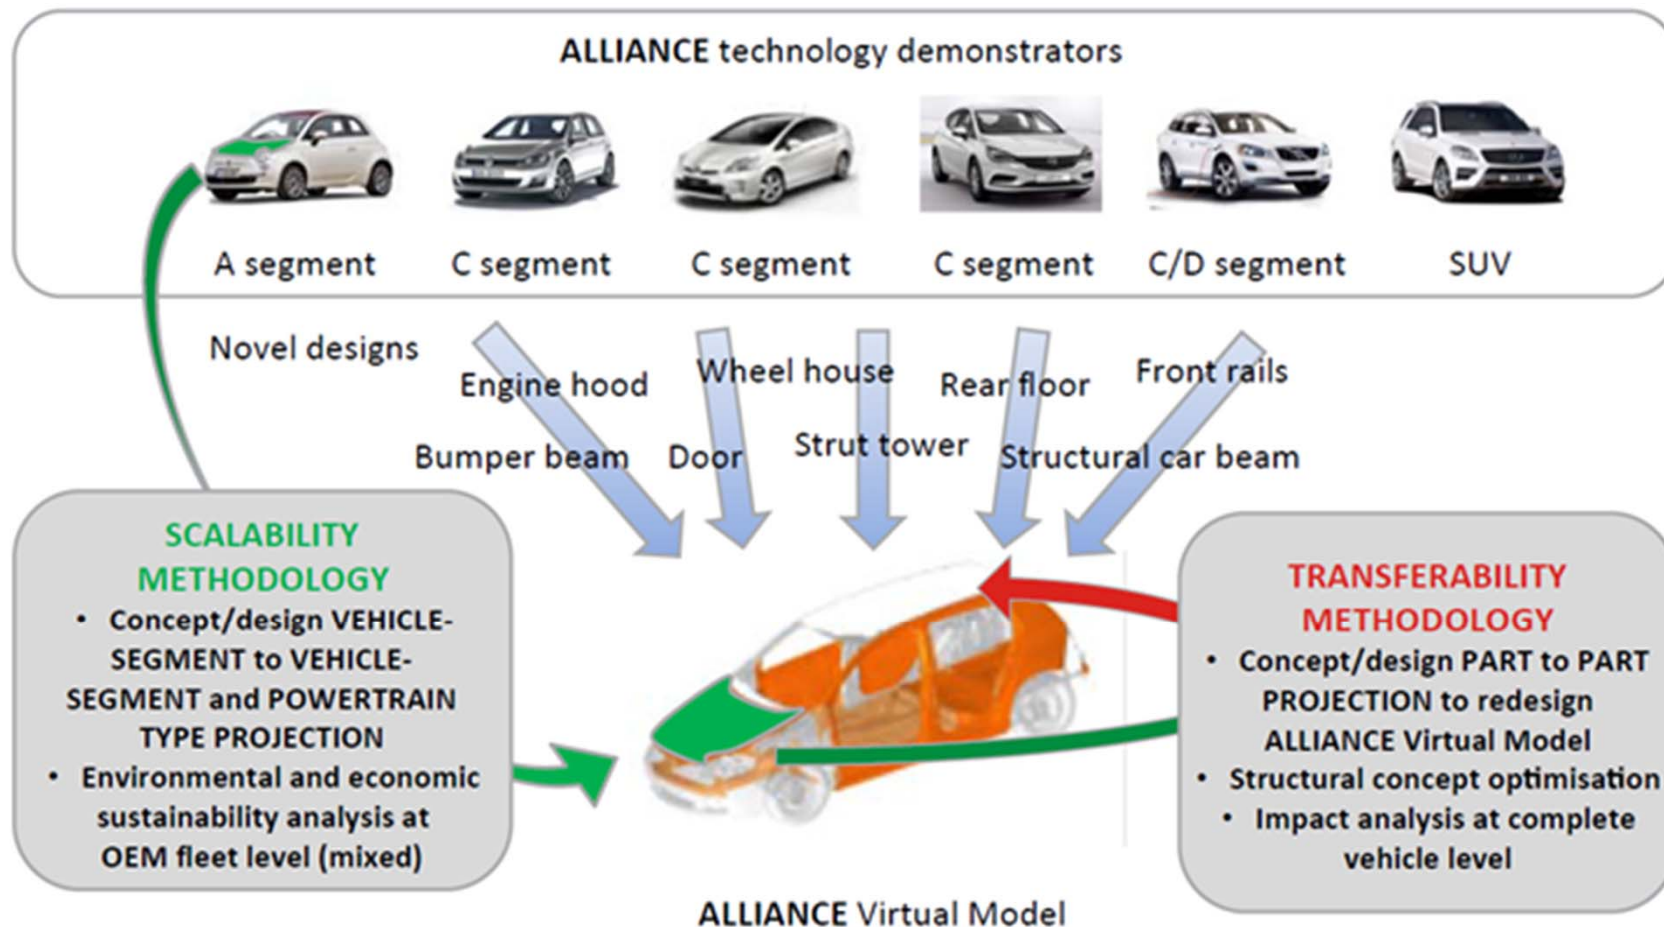 ALLIANCE technology demonstrators
A segment
C segment
C segment
C segment
C/D segment
SUV
Novel designs
Engine hood
Wheel house
Rear floor
Front rails
Bumper beam
Door
Strut tower
Structural car beam
SCALABILITY
METHODOLOGY
• Concept/design VEHICLE-
SEGMENT to VEHICLE-
SEGMENT and POWERTRAIN
TYPE PROJECTION
• Environmental and economic
sustainability analysis at
OEM fleet level (mixed)
TRANSFERABILITY
METHODOLOGY
• Concept/design PART to PART
PROJECTION to redesign
ALLIANCE Virtual Model
• Structural concept optimisation
• Impact analysis at complete
vehicle level
ALLIANCE Virtual Model